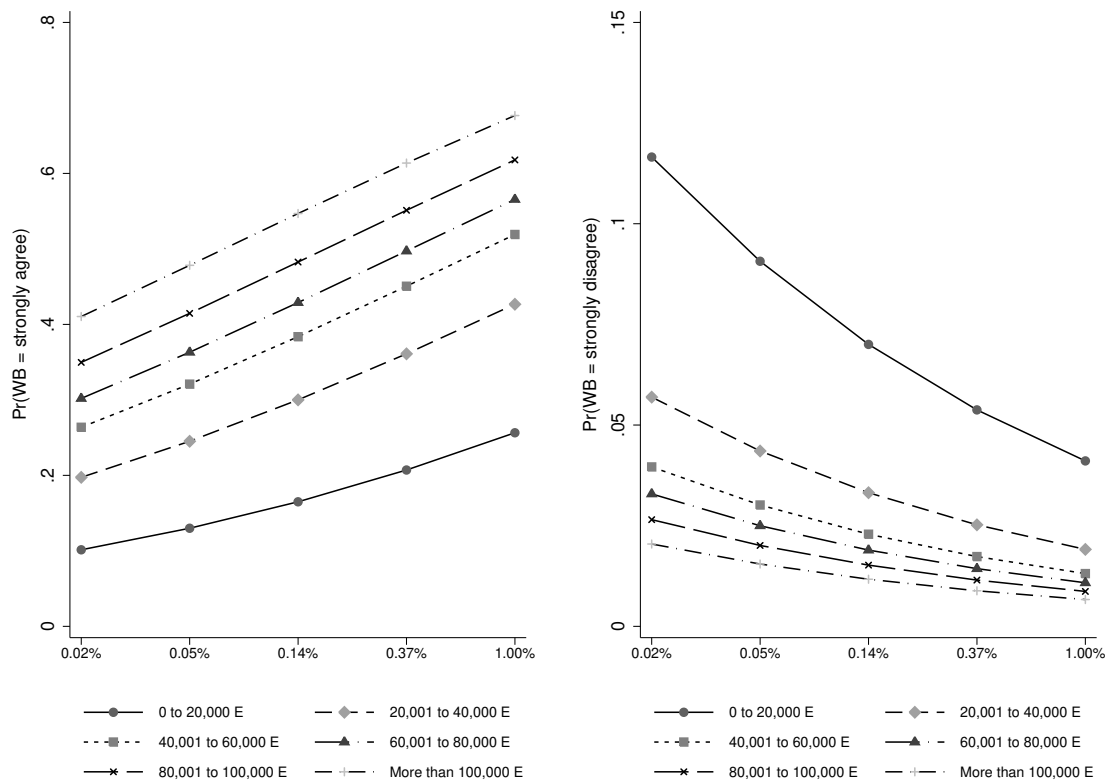 Pr(WB = strongly agree)
.8
.6
.4
.2
0
0.02% 0.05% 0.14% 0.37% 1.00%
0 to 20,000 E 20,001 to 40,000 E
40,001 to 60,000 E 60,001 to 80,000 E
80,001 to 100,000 E More than 100,000 E
Pr(WB = strongly disagree)
.15
.1
.05
0
0.02% 0.05% 0.14% 0.37% 1.00%
0 to 20,000 E 20,001 to 40,000 E
40,001 to 60,000 E 60,001 to 80,000 E
80,001 to 100,000 E More than 100,000 E